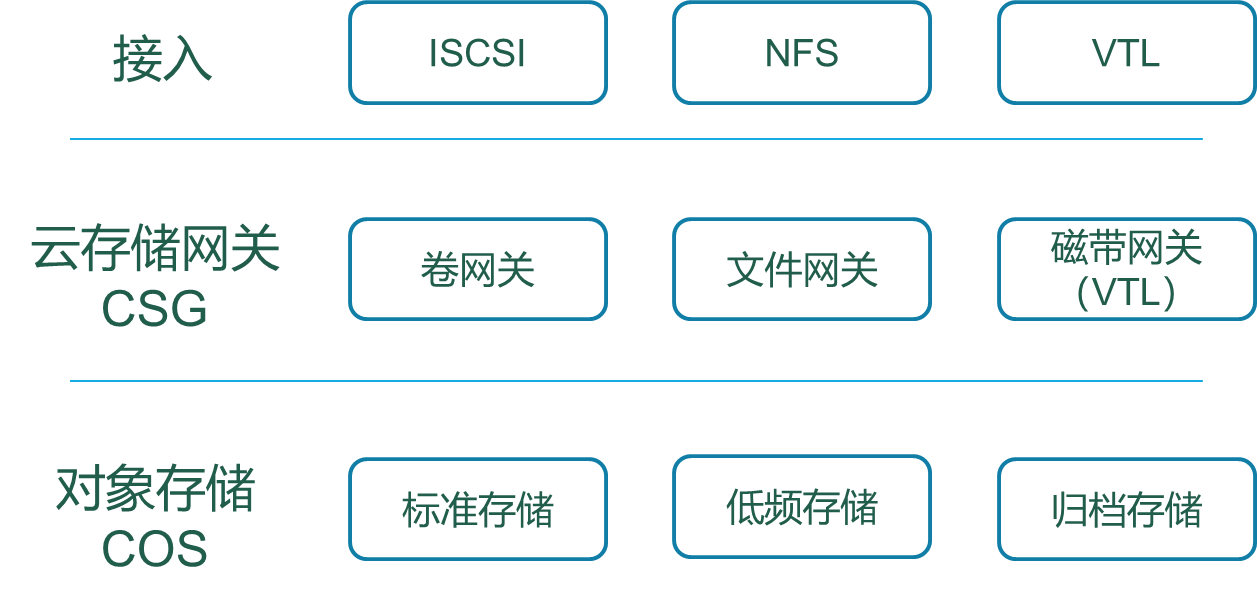 接入
ISCSI
NFS
VTL
云存储网关
CSG
卷网关
文件网关
磁带网关
（VTL）
对象存储
COS
标准存储
低频存储
归档存储